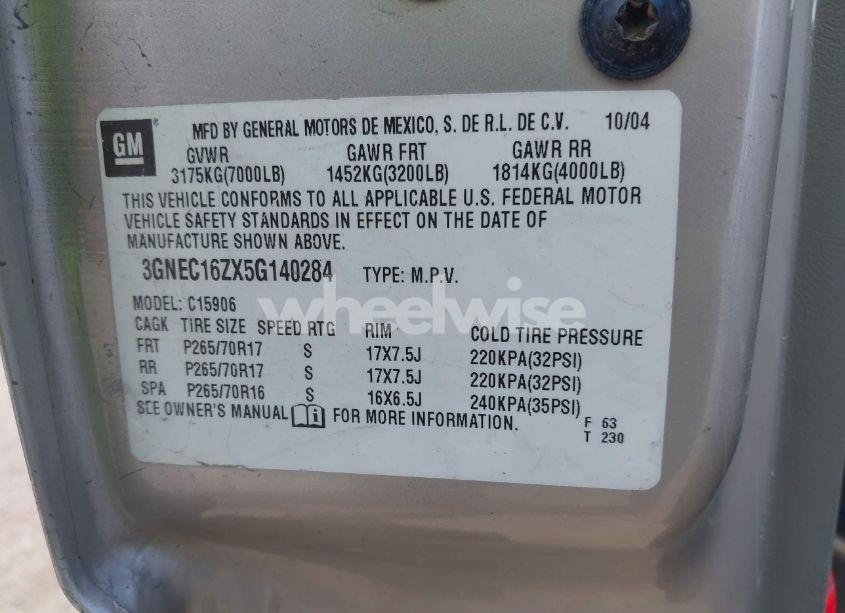 GM
MFD BY GENERAL MOTORS DE MEXICO, S. DE R.L. DE C.V. 10/04
GVWR GAWR FRT GAWR RR
3175KG(7000LB) 1452KG(3200LB) 1814KG(4000LB)
THIS VEHICLE CONFORMS TO ALL APPLICABLE U.S. FEDERAL MOTOR
VEHICLE SAFETY STANDARDS IN EFFECT ON THE DATE OF
MANUFACTURE SHOWN ABOVE.
3GNEC16ZX5G140284 TYPE: M.P.V.
MODEL: C15906
wheelwise
CAGK TIRE SIZE SPEED RTG RIM COLD TIRE PRESSURE
FRT P265/70R17 S 17X7.5J 220KPA(32PSI)
RR P265/70R17 S 17X7.5J 220KPA(32PSI)
SPA P265/70R16 S 16X6.5J 240KPA(35PSI)
SEE OWNER'S MANUAL i FOR MORE INFORMATION.
F 63
T 230